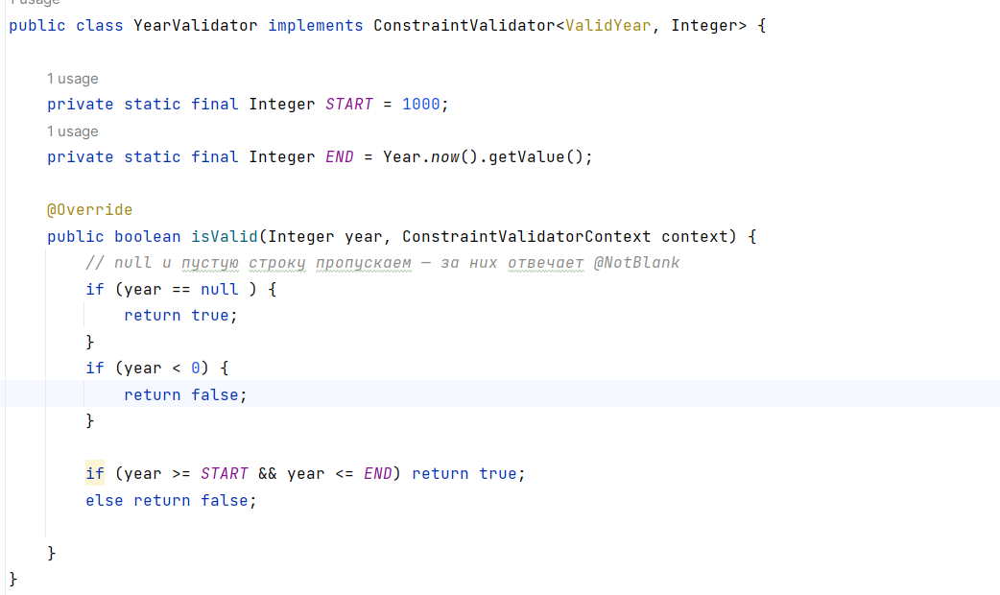 1 usage
public class YearValidator implements ConstraintValidator<ValidYear, Integer> {
1 usage
private static final Integer START = 1000;
1 usage
private static final Integer END = Year.now().getValue();
@Override
public boolean isValid(Integer year, ConstraintValidatorContext context) {
// null и пустую строку пропускаем — за них отвечает @NotBlank
if (year == null ) {
return true;
}
if (year < 0) {
return false;
}
if (year >= START && year <= END) return true;
else return false;
}
}